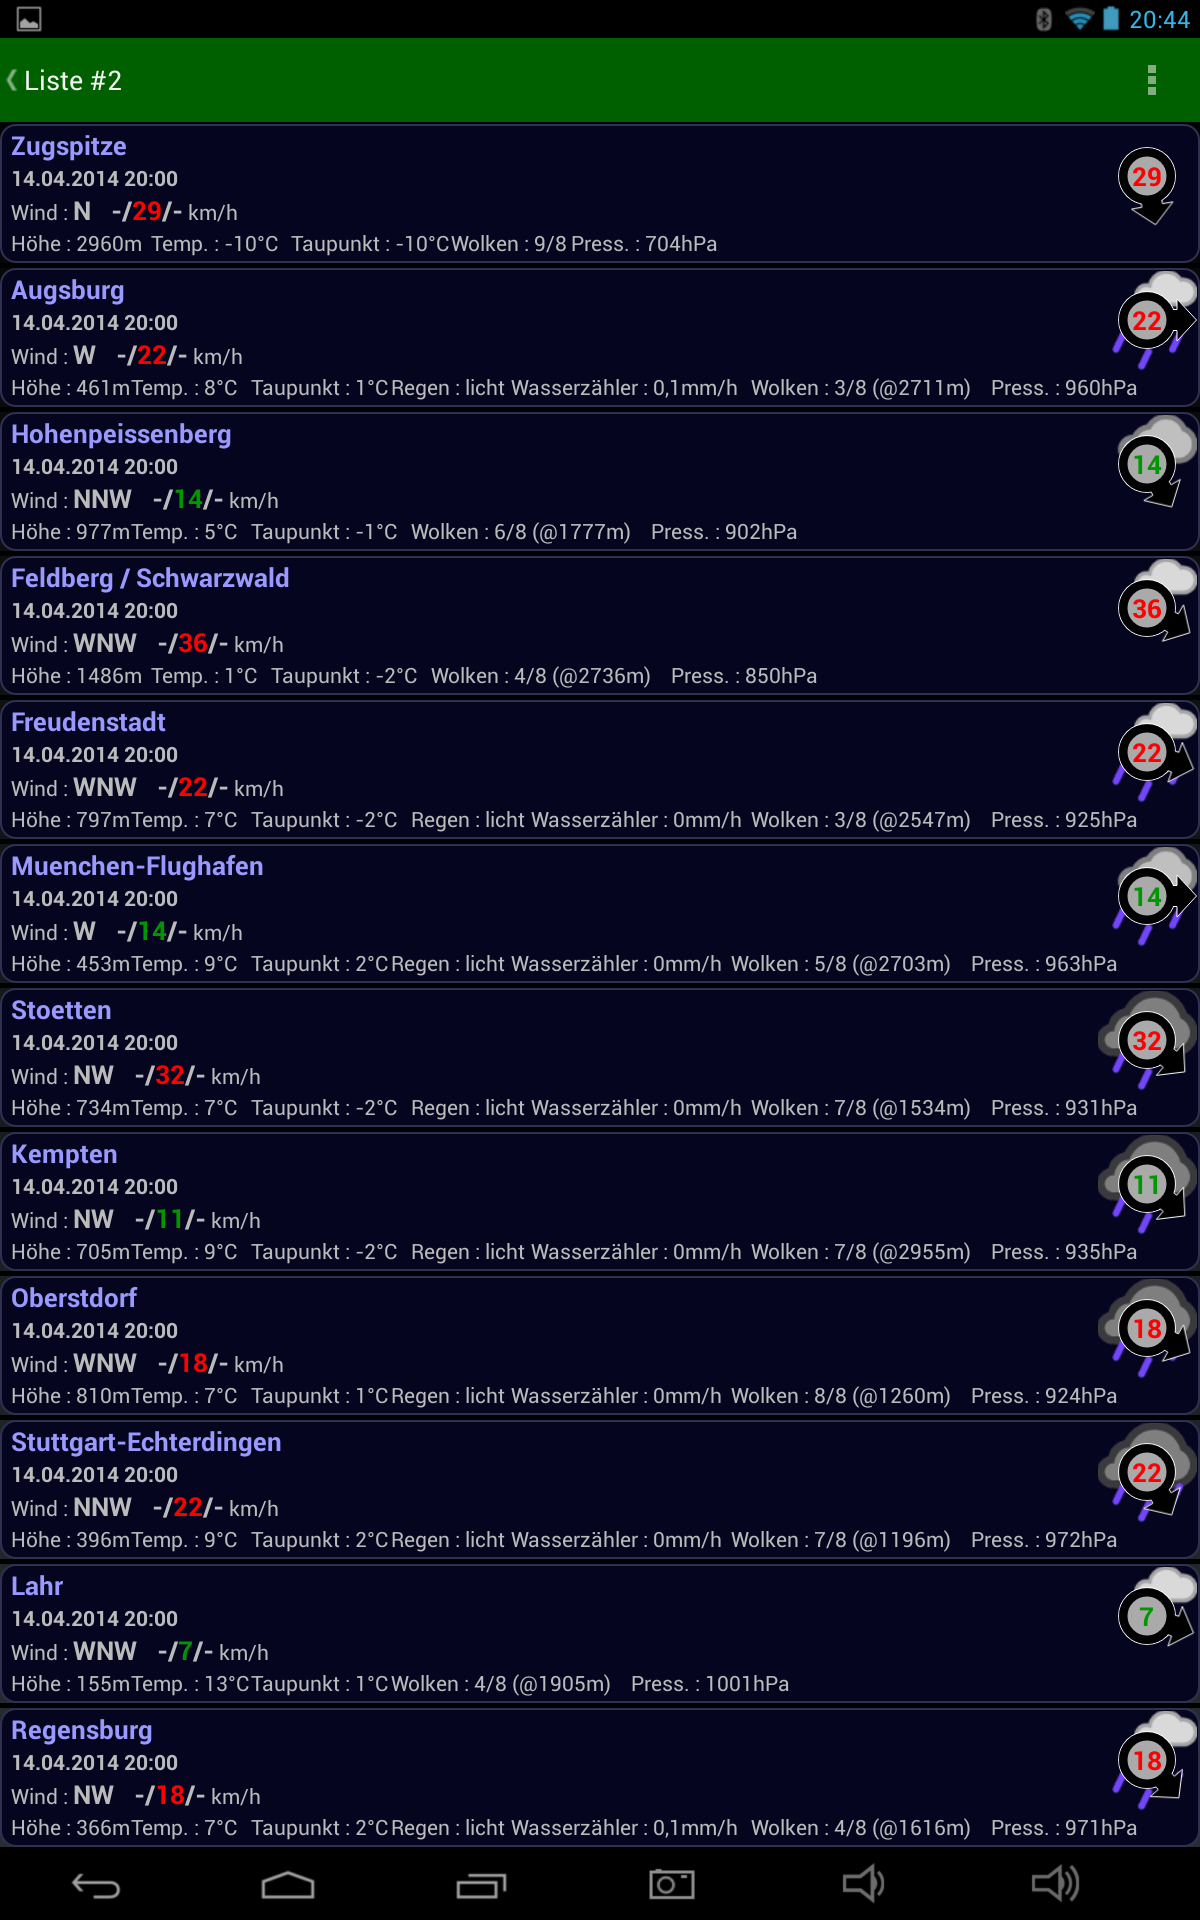 20:44
Liste #2
Zugspitze
14.04.2014 20:00
29
Wind : N -/29/- km/h
Höhe : 2960m Temp. : -10°C Taupunkt : -10°C Wolken : 9/8 Press. : 704hPa
Augsburg
14.04.2014 20:00
22
Wind : W -/22/- km/h
Höhe : 461m Temp. : 8°C Taupunkt : 1°C Regen : licht Wasserzähler : 0,1mm/h Wolken : 3/8 (@2711m) Press. : 960hPa
Hohenpeissenberg
14.04.2014 20:00
14
Wind : NNW -/14/- km/h
Höhe : 977m Temp. : 5°C Taupunkt : -1°C Wolken : 6/8 (@1777m) Press. : 902hPa
Feldberg / Schwarzwald
14.04.2014 20:00
36
Wind : WNW -/36/- km/h
Höhe : 1486m Temp. : 1°C Taupunkt : -2°C Wolken : 4/8 (@2736m) Press. : 850hPa
Freudenstadt
14.04.2014 20:00
22
Wind : WNW -/22/- km/h
Höhe : 797m Temp. : 7°C Taupunkt : -2°C Regen : licht Wasserzähler : 0mm/h Wolken : 3/8 (@2547m) Press. : 925hPa
Muenchen-Flughafen
14.04.2014 20:00
14
Wind : W -/14/- km/h
Höhe : 453m Temp. : 9°C Taupunkt : 2°C Regen : licht Wasserzähler : 0mm/h Wolken : 5/8 (@2703m) Press. : 963hPa
Stoetten
14.04.2014 20:00
32
Wind : NW -/32/- km/h
Höhe : 734m Temp. : 7°C Taupunkt : -2°C Regen : licht Wasserzähler : 0mm/h Wolken : 7/8 (@1534m) Press. : 931hPa
Kempten
14.04.2014 20:00
11
Wind : NW -/11/- km/h
Höhe : 705m Temp. : 9°C Taupunkt : -2°C Regen : licht Wasserzähler : 0mm/h Wolken : 7/8 (@2955m) Press. : 935hPa
Oberstdorf
14.04.2014 20:00
18
Wind : WNW -/18/- km/h
Höhe : 810m Temp. : 7°C Taupunkt : 1°C Regen : licht Wasserzähler : 0mm/h Wolken : 8/8 (@1260m) Press. : 924hPa
Stuttgart-Echterdingen
14.04.2014 20:00
22
Wind : NNW -/22/- km/h
Höhe : 396m Temp. : 9°C Taupunkt : 2°C Regen : licht Wasserzähler : 0mm/h Wolken : 7/8 (@1196m) Press. : 972hPa
Lahr
14.04.2014 20:00
7
Wind : WNW -/7/- km/h
Höhe : 155m Temp. : 13°C Taupunkt : 1°C Wolken : 4/8 (@1905m) Press. : 1001hPa
Regensburg
14.04.2014 20:00
18
Wind : NW -/18/- km/h
Höhe : 366m Temp. : 7°C Taupunkt : 2°C Regen : licht Wasserzähler : 0,1mm/h Wolken : 4/8 (@1616m) Press. : 971hPa